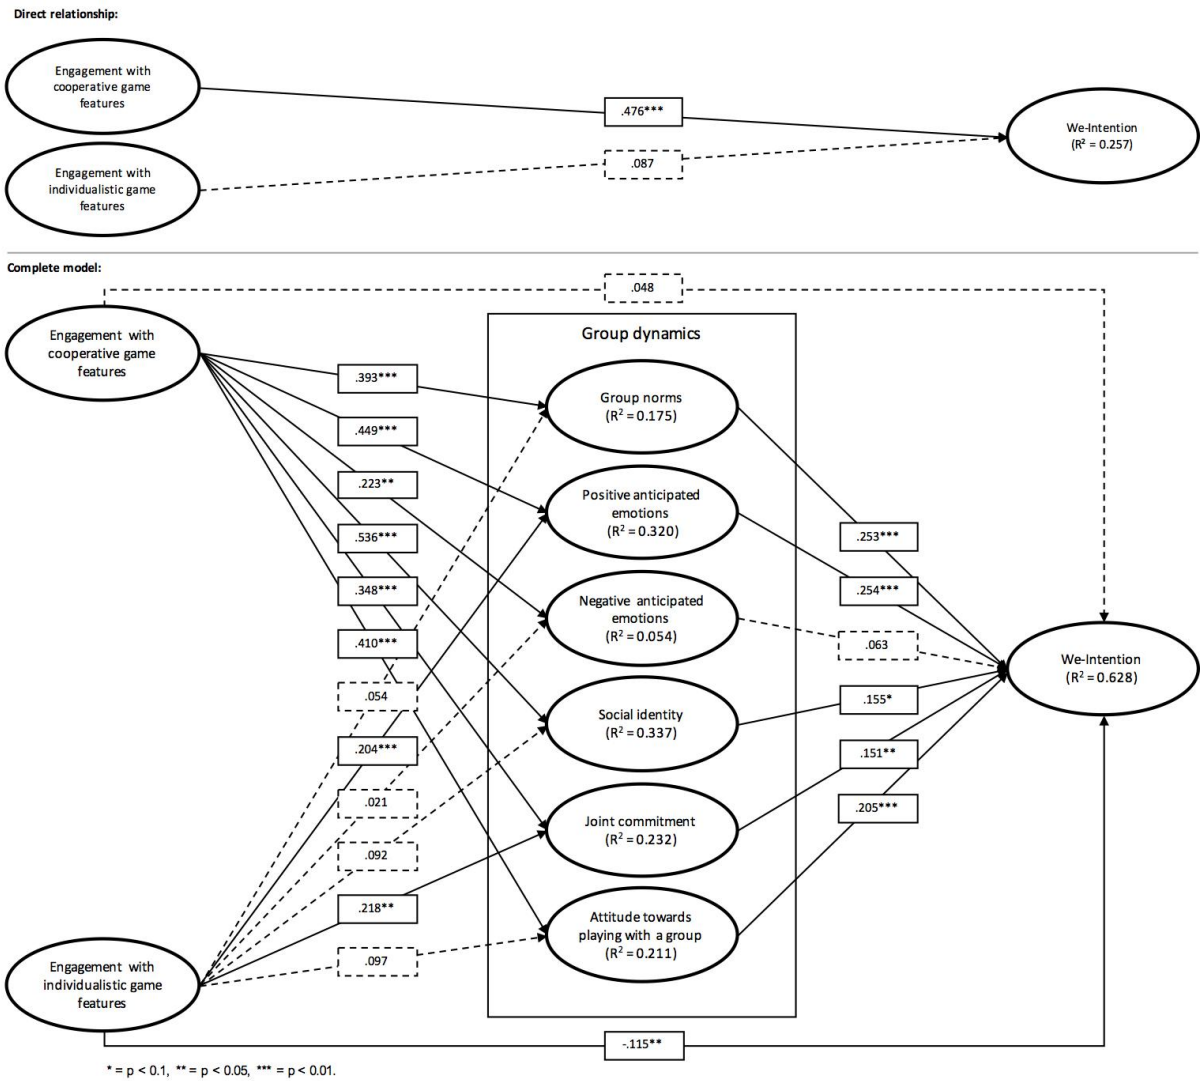 Direct relationship:
Engagement with
cooperative game
features
.476***
We-Intention
(R² = 0.257)
Engagement with
individualistic game
features
.087
Complete model:
.048
Engagement with
cooperative game
features
Group dynamics
.393***
.449***
.223**
.536***
.348***
.410***
.054
.204***
.021
.092
.218**
.097
Group norms
(R² = 0.175)
Positive anticipated
emotions
(R² = 0.320)
Negative anticipated
emotions
(R² = 0.054)
Social identity
(R² = 0.337)
Joint commitment
(R² = 0.232)
Attitude towards
playing with a group
(R² = 0.211)
.253***
.254***
.063
.155*
.151**
.205***
We-Intention
(R² = 0.628)
Engagement with
individualistic game
features
-.115**
* = p < 0.1, ** = p < 0.05, *** = p < 0.01.